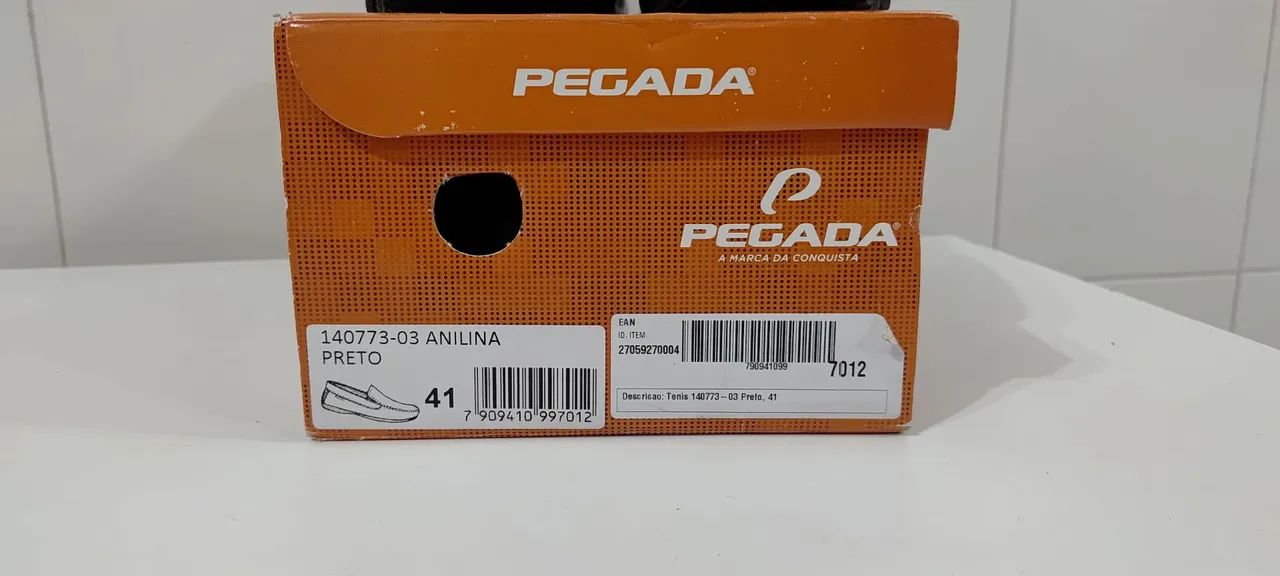 PEGADA®
PEGADA®
A MARCA DA CONQUISTA
140773-03 ANILINA
PRETO
41
7 909410 997012
EAN
ID. ITEM
27059270004
790941099
7012
Descricao: Tenis 140773-03 Preto, 41